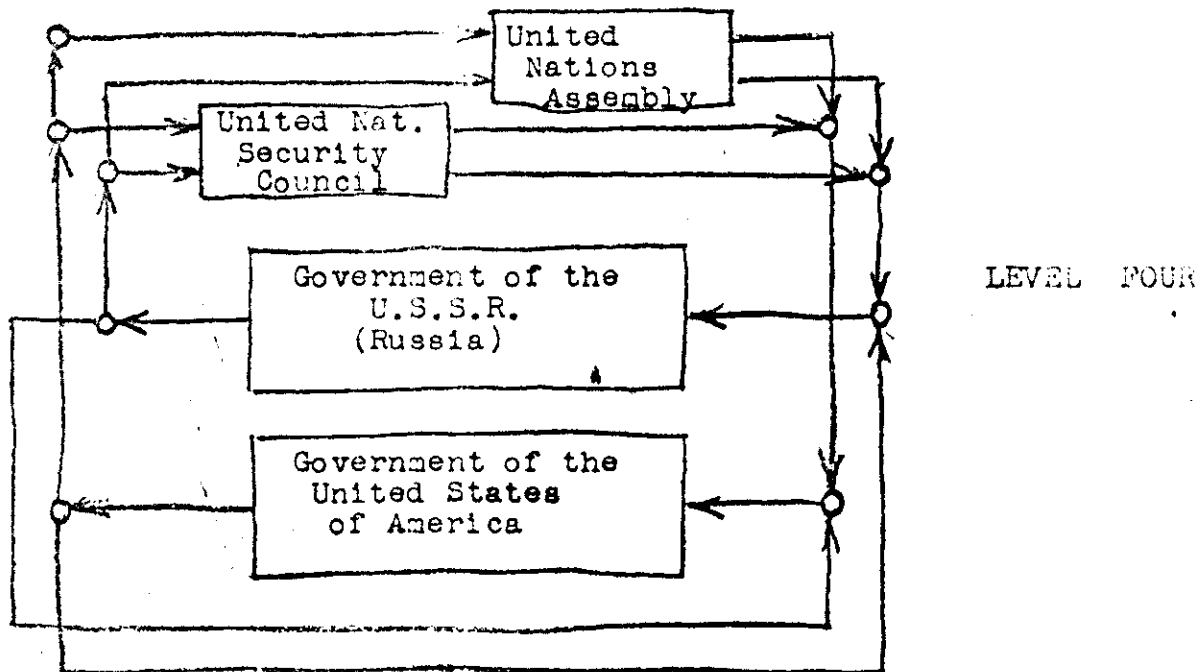 United
Nations
Assembly
United Nat.
Security
Council
Government of the
U.S.S.R.
(Russia)
LEVEL FOUR
Government of the
United States
of America